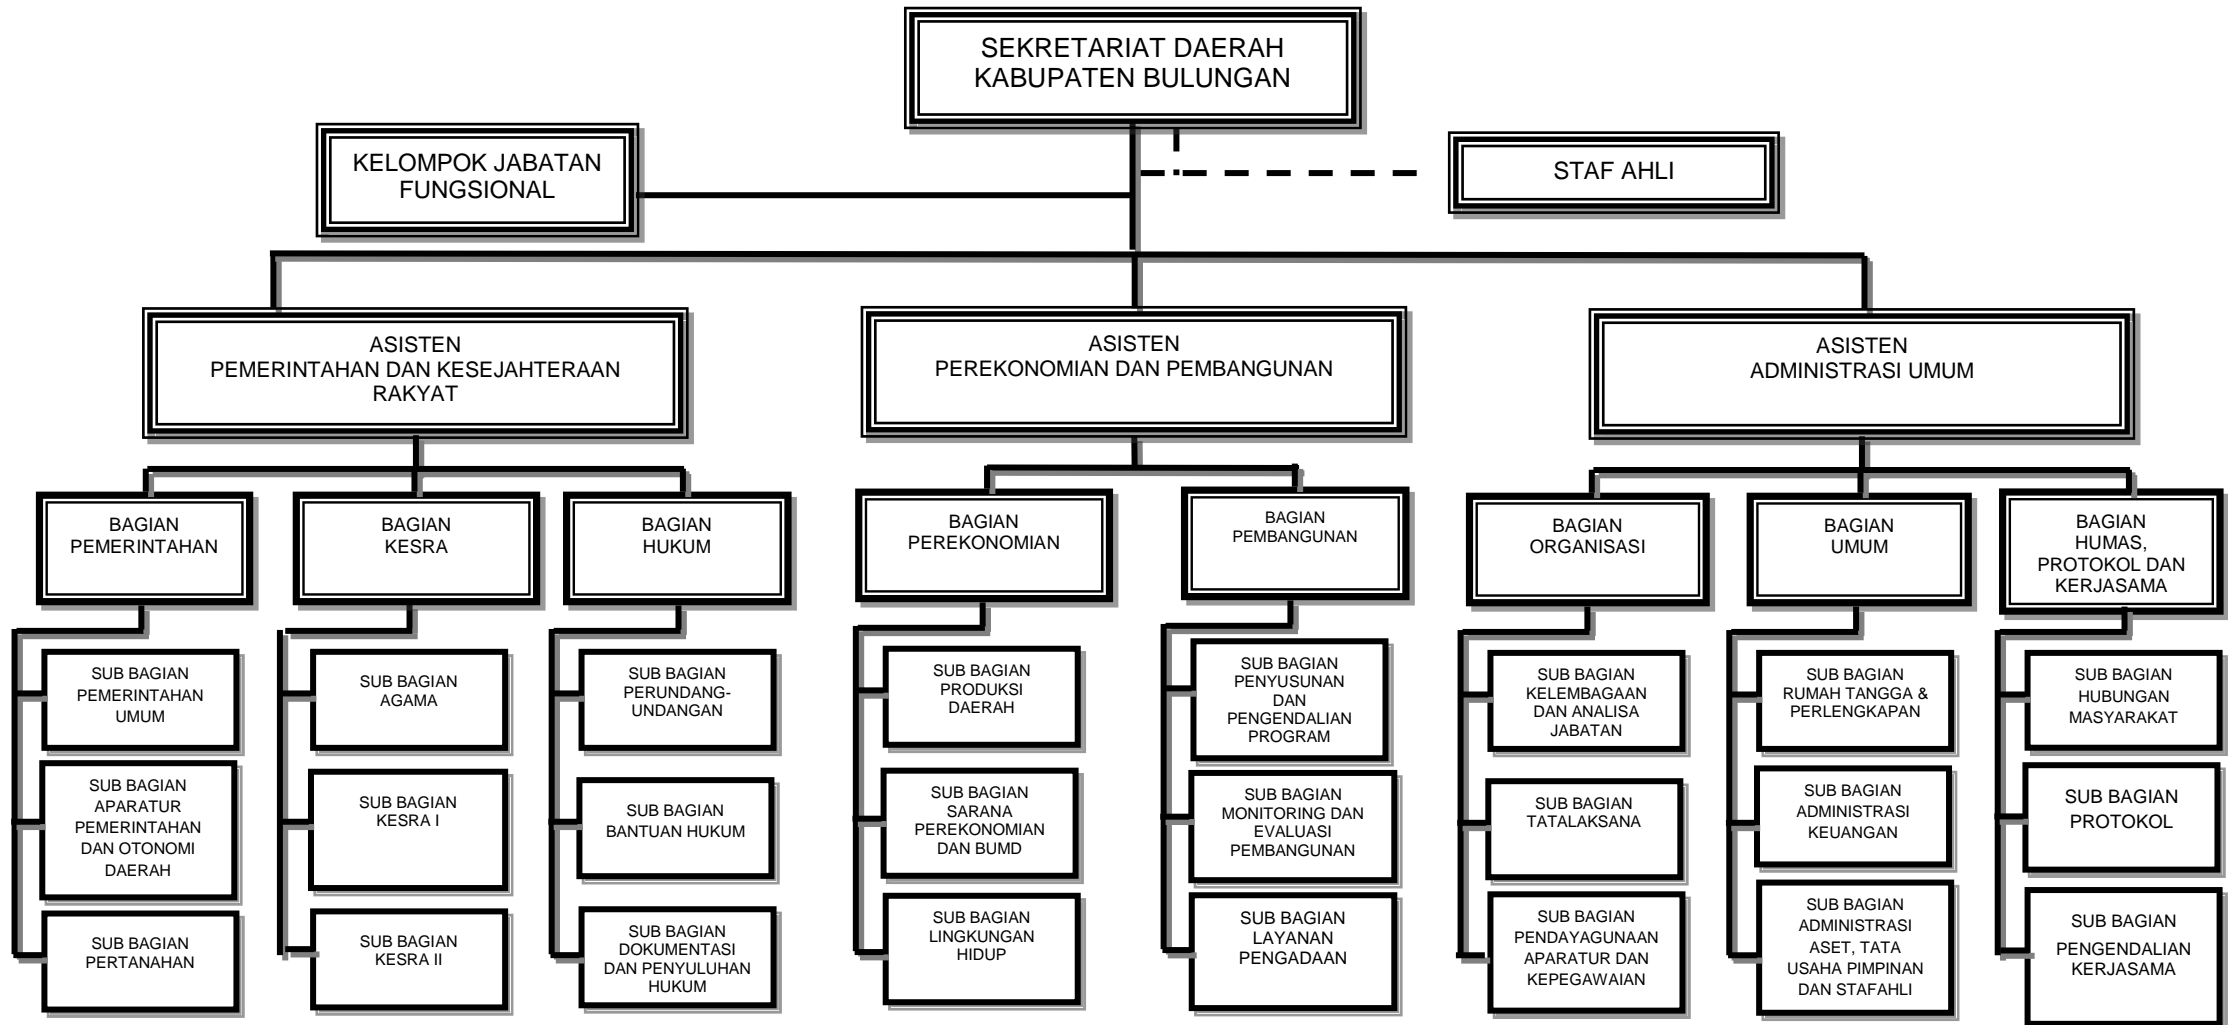 SEKRETARIAT DAERAH
KABUPATEN BULUNGAN
KELOMPOK JABATAN
FUNGSIONAL
STAF AHLI
ASISTEN
PEMERINTAHAN DAN KESEJAHTERAAN
RAKYAT
ASISTEN
PEREKONOMIAN DAN PEMBANGUNAN
ASISTEN
ADMINISTRASI UMUM
BAGIAN
PEMERINTAHAN
BAGIAN
KESRA
BAGIAN
HUKUM
BAGIAN
PEREKONOMIAN
BAGIAN
PEMBANGUNAN
BAGIAN
ORGANISASI
BAGIAN
UMUM
BAGIAN
HUMAS,
PROTOKOL DAN
KERJASAMA
SUB BAGIAN
PEMERINTAHAN
UMUM
SUB BAGIAN
AGAMA
SUB BAGIAN
PERUNDANG-
UNDANGAN
SUB BAGIAN
PRODUKSI
DAERAH
SUB BAGIAN
PENYUSUNAN
DAN
PENGENDALIAN
PROGRAM
SUB BAGIAN
KELEMBAGAAN
DAN ANALISA
JABATAN
SUB BAGIAN
RUMAH TANGGA &
PERLENGKAPAN
SUB BAGIAN
HUBUNGAN
MASYARAKAT
SUB BAGIAN
APARATUR
PEMERINTAHAN
DAN OTONOMI
DAERAH
SUB BAGIAN
KESRA I
SUB BAGIAN
BANTUAN HUKUM
SUB BAGIAN
SARANA
PEREKONOMIAN
DAN BUMD
SUB BAGIAN
MONITORING DAN
EVALUASI
PEMBANGUNAN
SUB BAGIAN
TATALAKSANA
SUB BAGIAN
ADMINISTRASI
KEUANGAN
SUB BAGIAN
PROTOKOL
SUB BAGIAN
PERTANAHAN
SUB BAGIAN
KESRA II
SUB BAGIAN
DOKUMENTASI
DAN PENYULUHAN
HUKUM
SUB BAGIAN
LINGKUNGAN
HIDUP
SUB BAGIAN
LAYANAN
PENGADAAN
SUB BAGIAN
PENDAYAGUNAAN
APARATUR DAN
KEPEGAWAIAN
SUB BAGIAN
ADMINISTRASI
ASET, TATA
USAHA PIMPINAN
DAN STAFAHLI
SUB BAGIAN
PENGENDALIAN
KERJASAMA